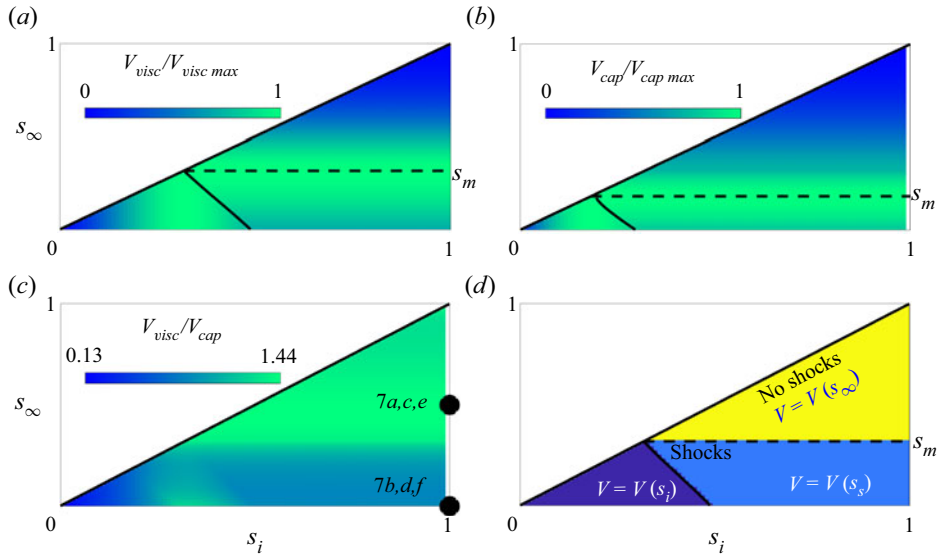 (a)
(b)
1
V_visc/V_visc max
0 1
s_∞
s_m
0 1
1
V_cap/V_cap max
0 1
s_m
0 1
(c)
(d)
1
V_visc/V_cap
0.13 1.44
s_∞
7a,c,e
7b,d,f
0 1
s_i
1
No shocks
V = V (s_∞)
s_m
Shocks
V = V (s_i)
V = V (s_s)
0 1
s_i